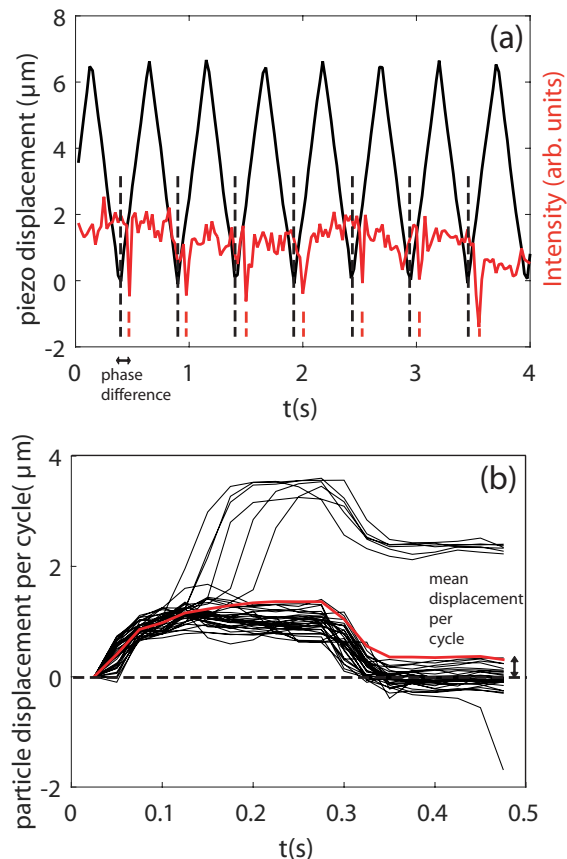 (a)
8
6
4
2
0
-2
piezo displacement (μm)
Intensity (arb. units)
0
1
2
3
4
phase
difference
t(s)
(b)
4
2
0
-2
particle displacement per cycle( μm)
mean
displacement
per
cycle
0
0.1
0.2
0.3
0.4
0.5
t(s)